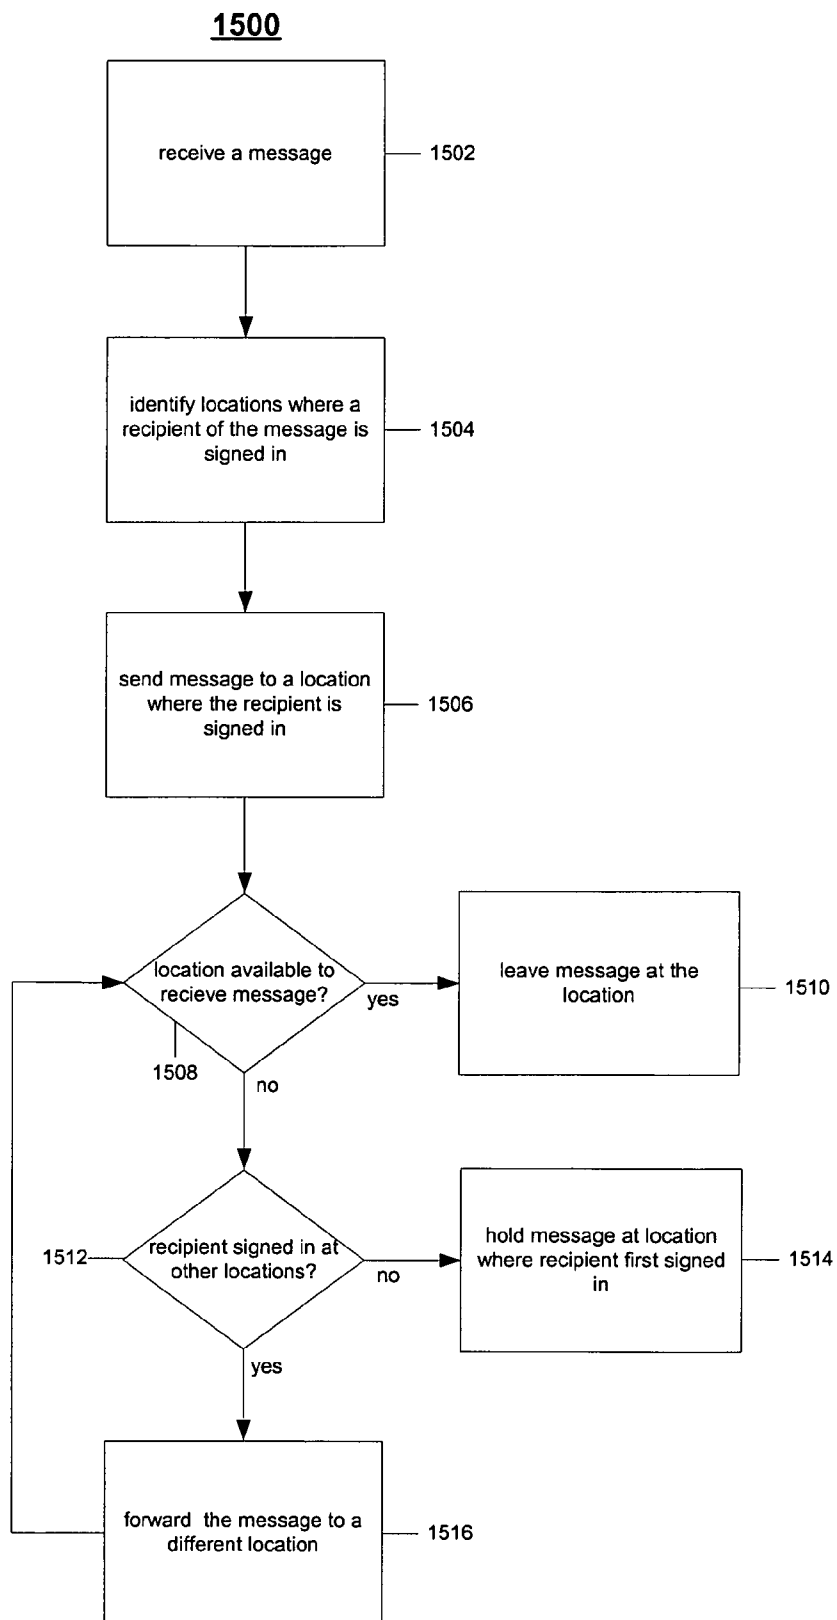 1500
receive a message
1502
identify locations where a
recipient of the message is
signed in
1504
send message to a location
where the recipient is
signed in
1506
location available to
recieve message?
yes
1508
no
leave message at the
location
1510
1512
recipient signed in at
other locations?
no
yes
hold message at location
where recipient first signed
in
1514
forward the message to a
different location
1516